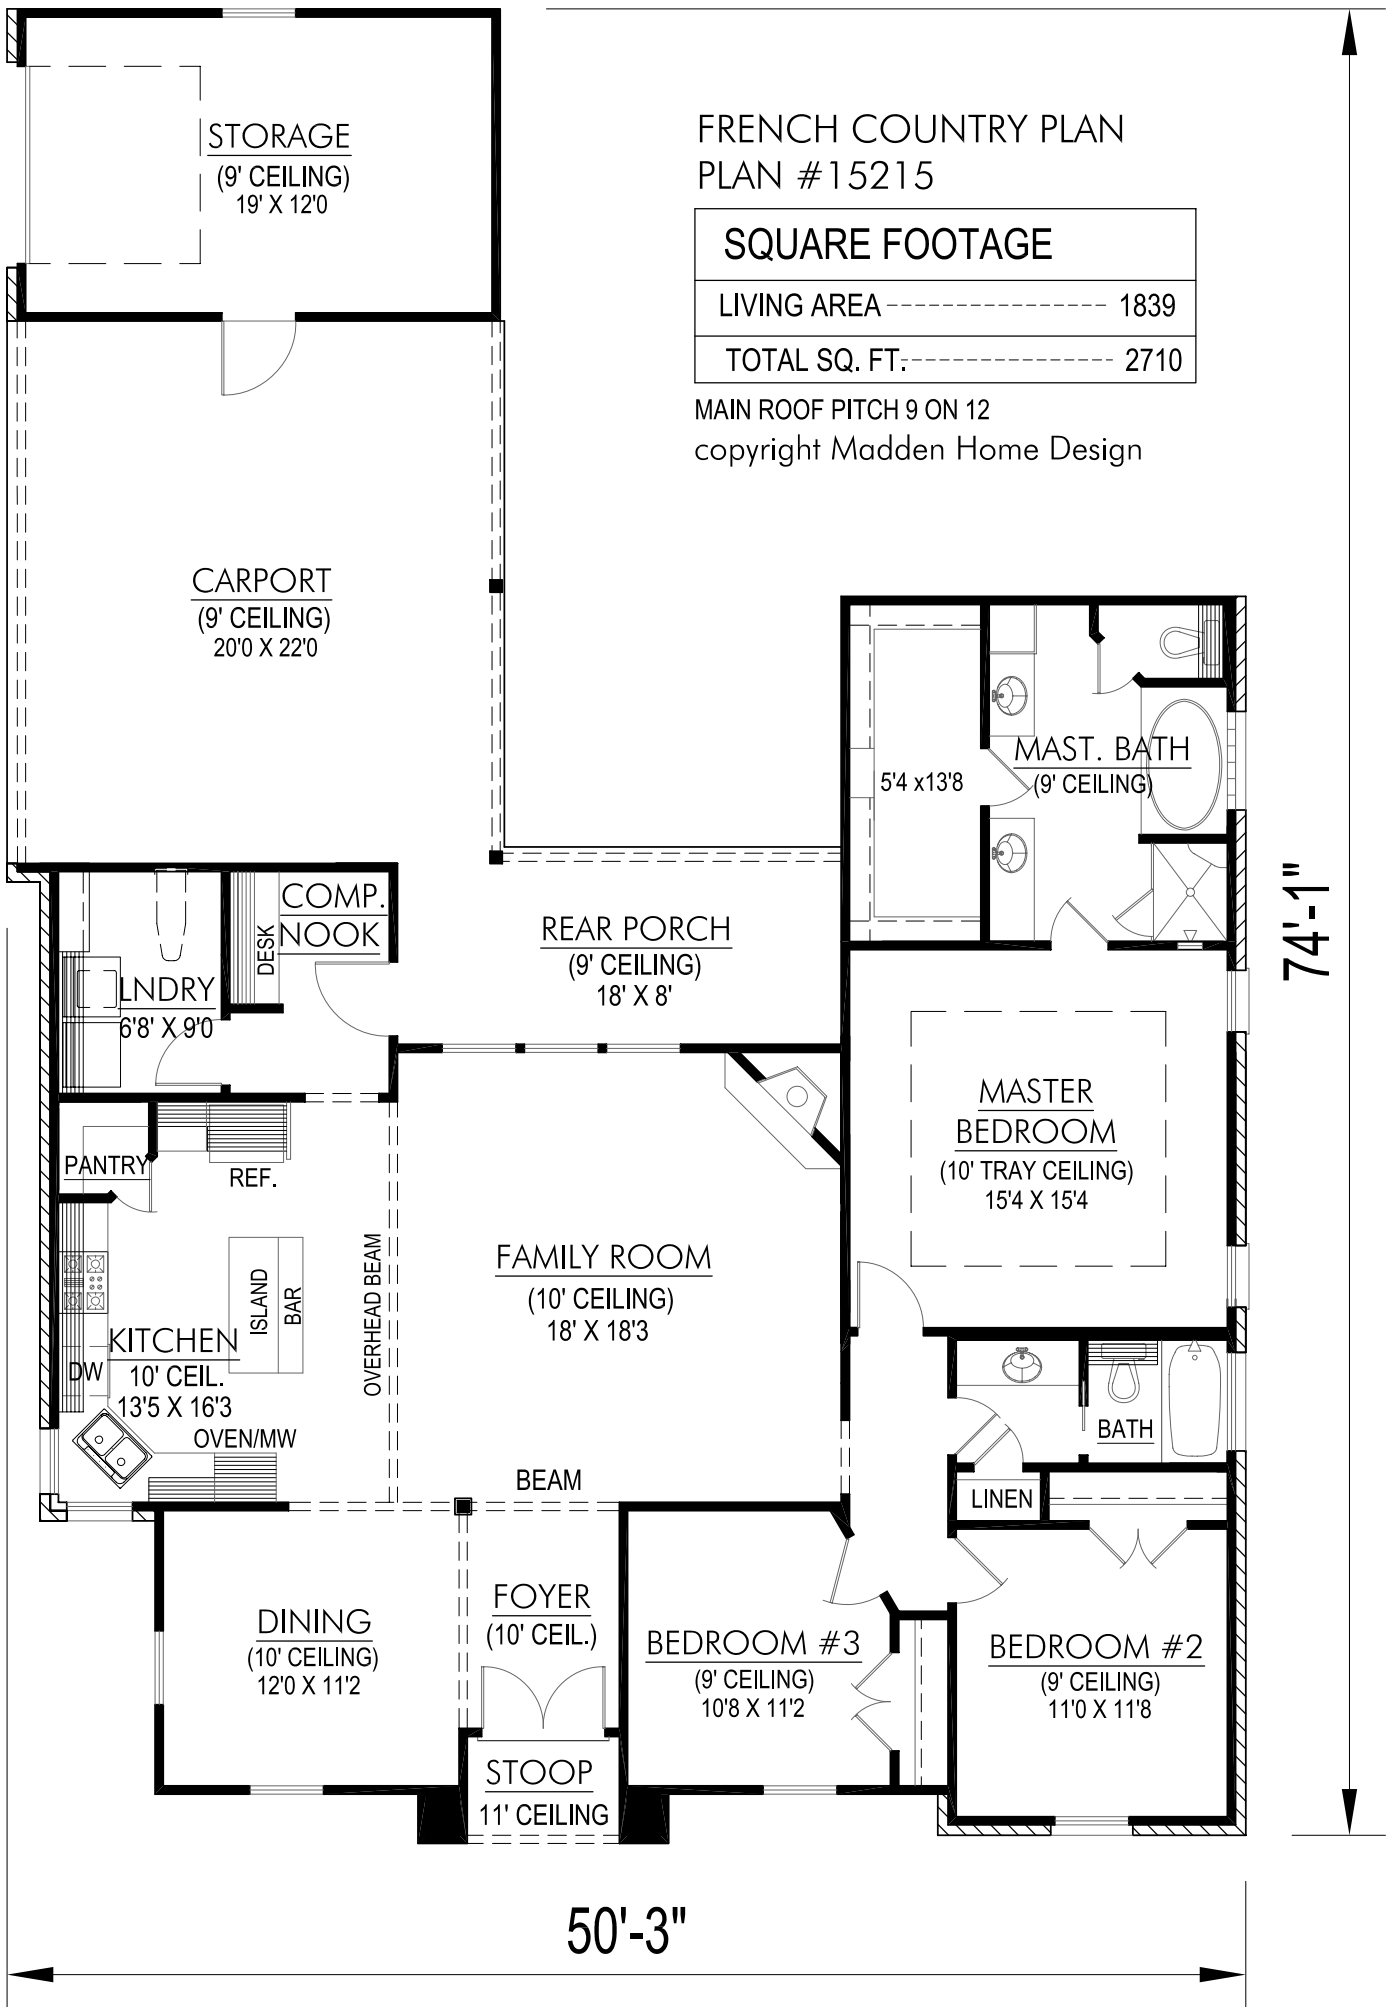 FRENCH COUNTRY PLAN
PLAN #15215
SQUARE FOOTAGE
LIVING AREA ---------------------- 1839
TOTAL SQ. FT.--------------------- 2710
MAIN ROOF PITCH 9 ON 12
copyright Madden Home Design
STORAGE
(9' CEILING)
19' X 12'0
CARPORT
(9' CEILING)
20'0 X 22'0
5'4 x13'8
MAST. BATH
(9' CEILING)
74'-1"
COMP.
NOOK
DESK
LNDRY
6'8' X 9'0
REAR PORCH
(9' CEILING)
18' X 8'
MASTER
BEDROOM
(10' TRAY CEILING)
15'4 X 15'4
PANTRY
REF.
ISLAND
BAR
OVERHEAD BEAM
FAMILY ROOM
(10' CEILING)
18' X 18'3
KITCHEN
10' CEIL.
13'5 X 16'3
DW
OVEN/MW
BEAM
BATH
LINEN
DINING
(10' CEILING)
12'0 X 11'2
FOYER
(10' CEIL.)
BEDROOM #3
(9' CEILING)
10'8 X 11'2
BEDROOM #2
(9' CEILING)
11'0 X 11'8
STOOP
11' CEILING
50'-3"